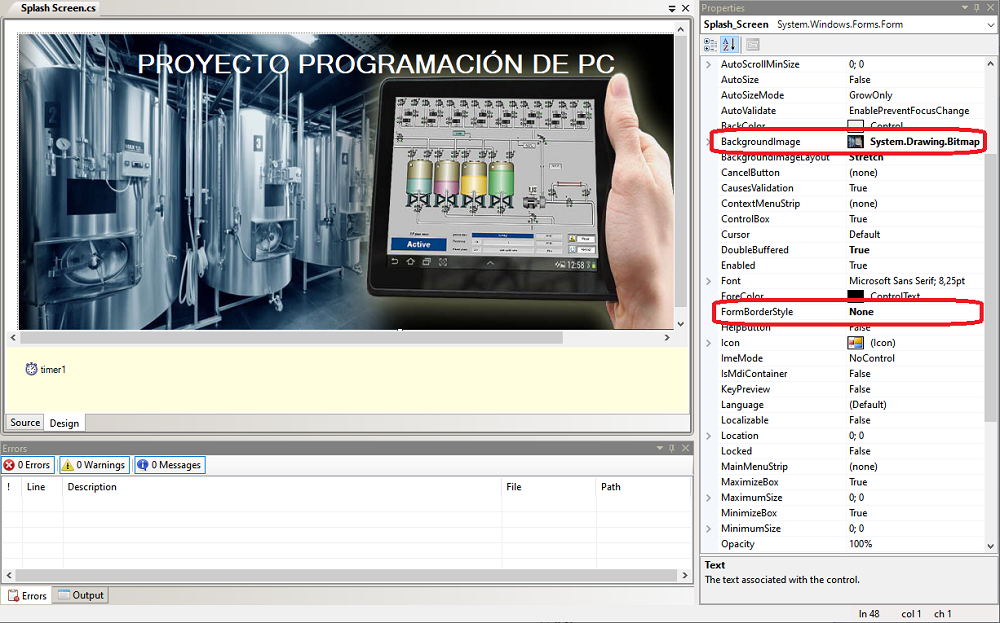 Splash Screen.cs
PROYECTO PROGRAMACIÓN DE PC
Active
12:58
timer1
Source Design
Errors
0 Errors 0 Warnings 0 Messages
! Line Description File Path
Errors Output
Properties
Splash_Screen System.Windows.Forms.Form
AutoScrollMinSize 0; 0
AutoSize False
AutoSizeMode GrowOnly
AutoValidate EnablePreventFocusChange
BackColor Control
BackgroundImage System.Drawing.Bitmap
BackgroundImageLayout Stretch
CancelButton (none)
CausesValidation True
ContextMenuStrip (none)
ControlBox True
Cursor Default
DoubleBuffered True
Enabled True
Font Microsoft Sans Serif; 8,25pt
ForeColor ControlText
FormBorderStyle None
HelpButton False
Icon (Icon)
ImeMode NoControl
IsMdiContainer False
KeyPreview False
Language (Default)
Localizable False
Location 0; 0
Locked False
MainMenuStrip (none)
MaximizeBox True
MaximumSize 0; 0
MinimizeBox True
MinimumSize 0; 0
Opacity 100%
Text
The text associated with the control.
ln 48 col 1 ch 1